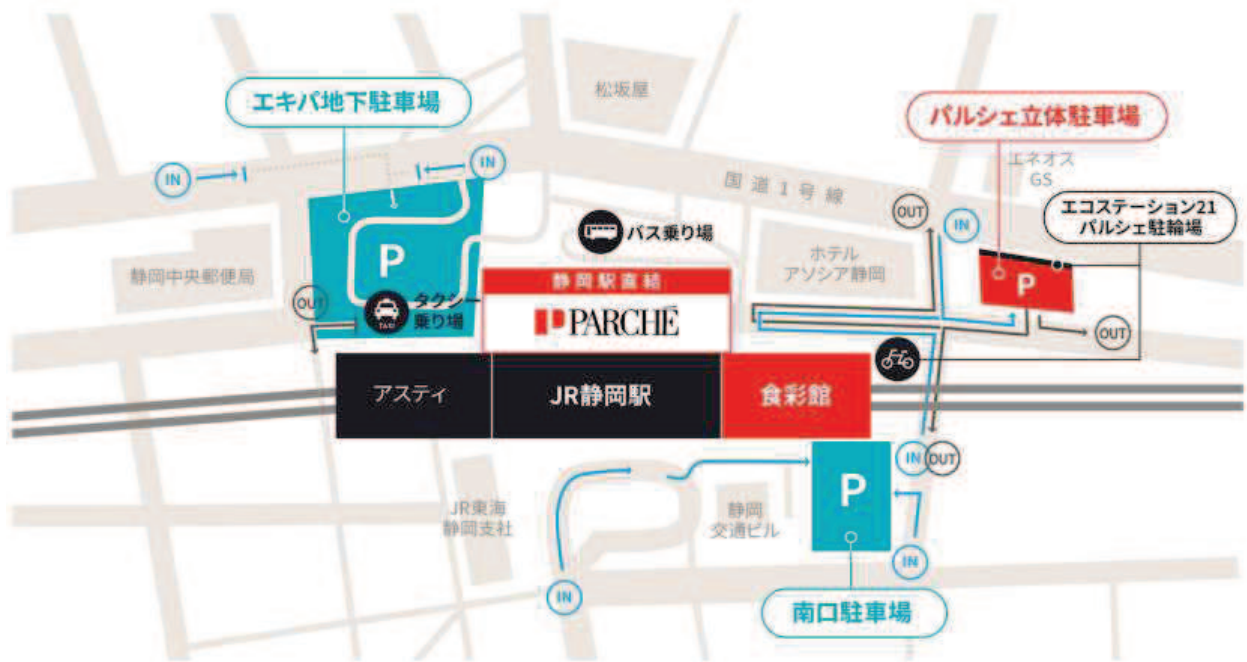 松坂屋
エキパ地下駐車場
パルシェ立体駐車場
IN
IN
エネオス
GS
国道1号線
エコステーション21
パルシェ駐輪場
OUT
IN
バス乗り場
ホテル
アソシア静岡
静岡中央郵便局
P
静岡駅直結
P
OUT
TAXI
タクシー
乗り場
PARCHE
OUT
アスティ
JR静岡駅
食彩館
IN
OUT
P
JR東海
静岡支社
静岡
交通ビル
IN
IN
南口駐車場